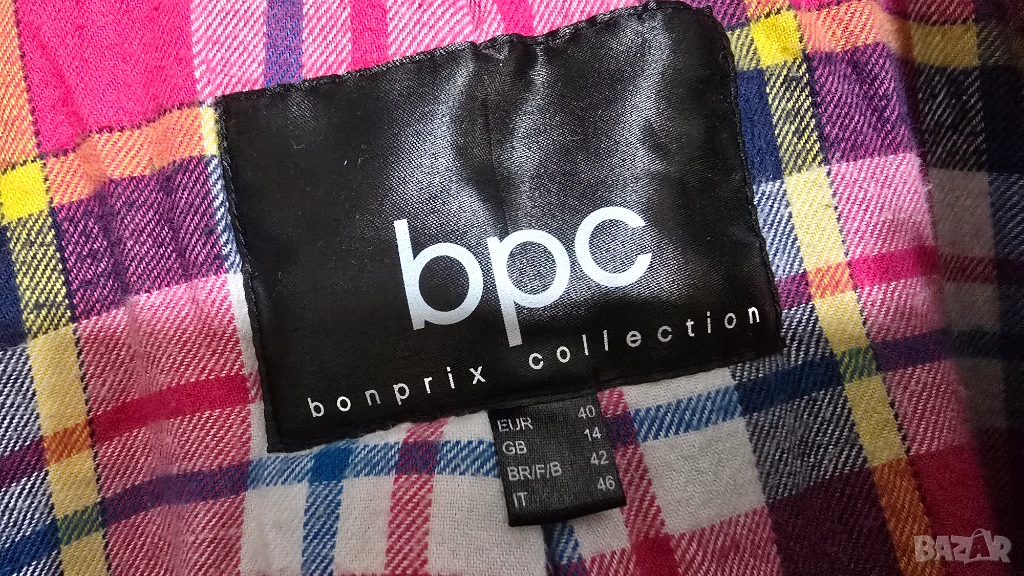 bpc
bonprix collection
EUR 40
GB 14
BR/F/B 42
IT 46
BAZAR